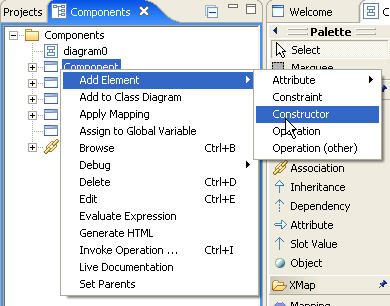 Projects
Components
Welcome
Components
diagram0
Component
Add Element
Add to Class Diagram
Apply Mapping
Assign to Global Variable
Browse Ctrl+B
Debug
Delete Ctrl+D
Edit Ctrl+E
Evaluate Expression
Generate HTML
Invoke Operation ... Ctrl+I
Live Documentation
Set Parents
Attribute
Constraint
Constructor
Operation
Operation (other)
Palette
Select
Marquee
Association
Inheritance
Dependency
Attribute
Slot Value
Object
XMap
Mapping